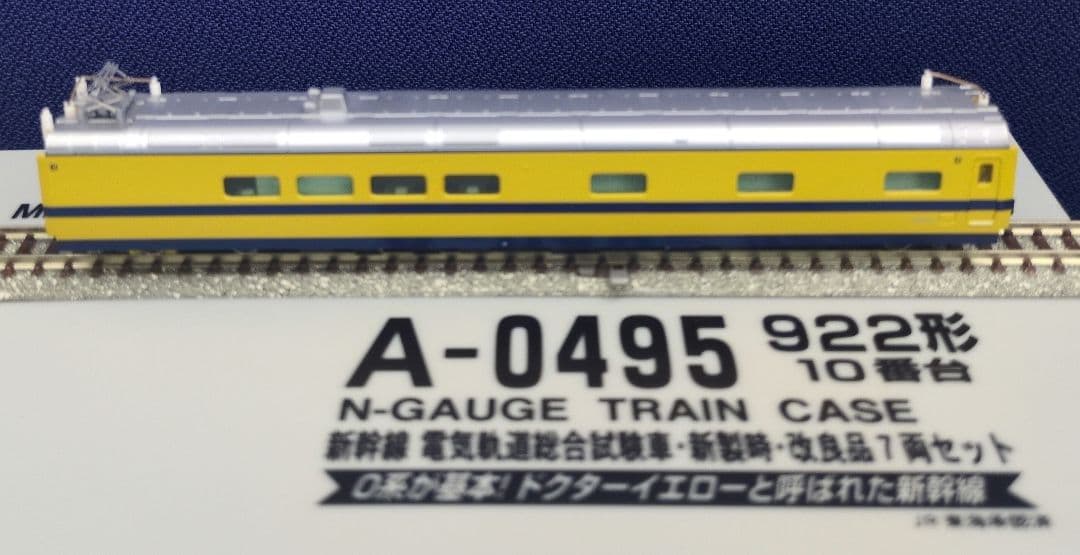 A-0495 922形
10番台
N-GAUGE TRAIN CASE
新幹線 電気軌道総合試験車・新製時・改良品7両セット
0系が基本!ドクターイエローと呼ばれた新幹線